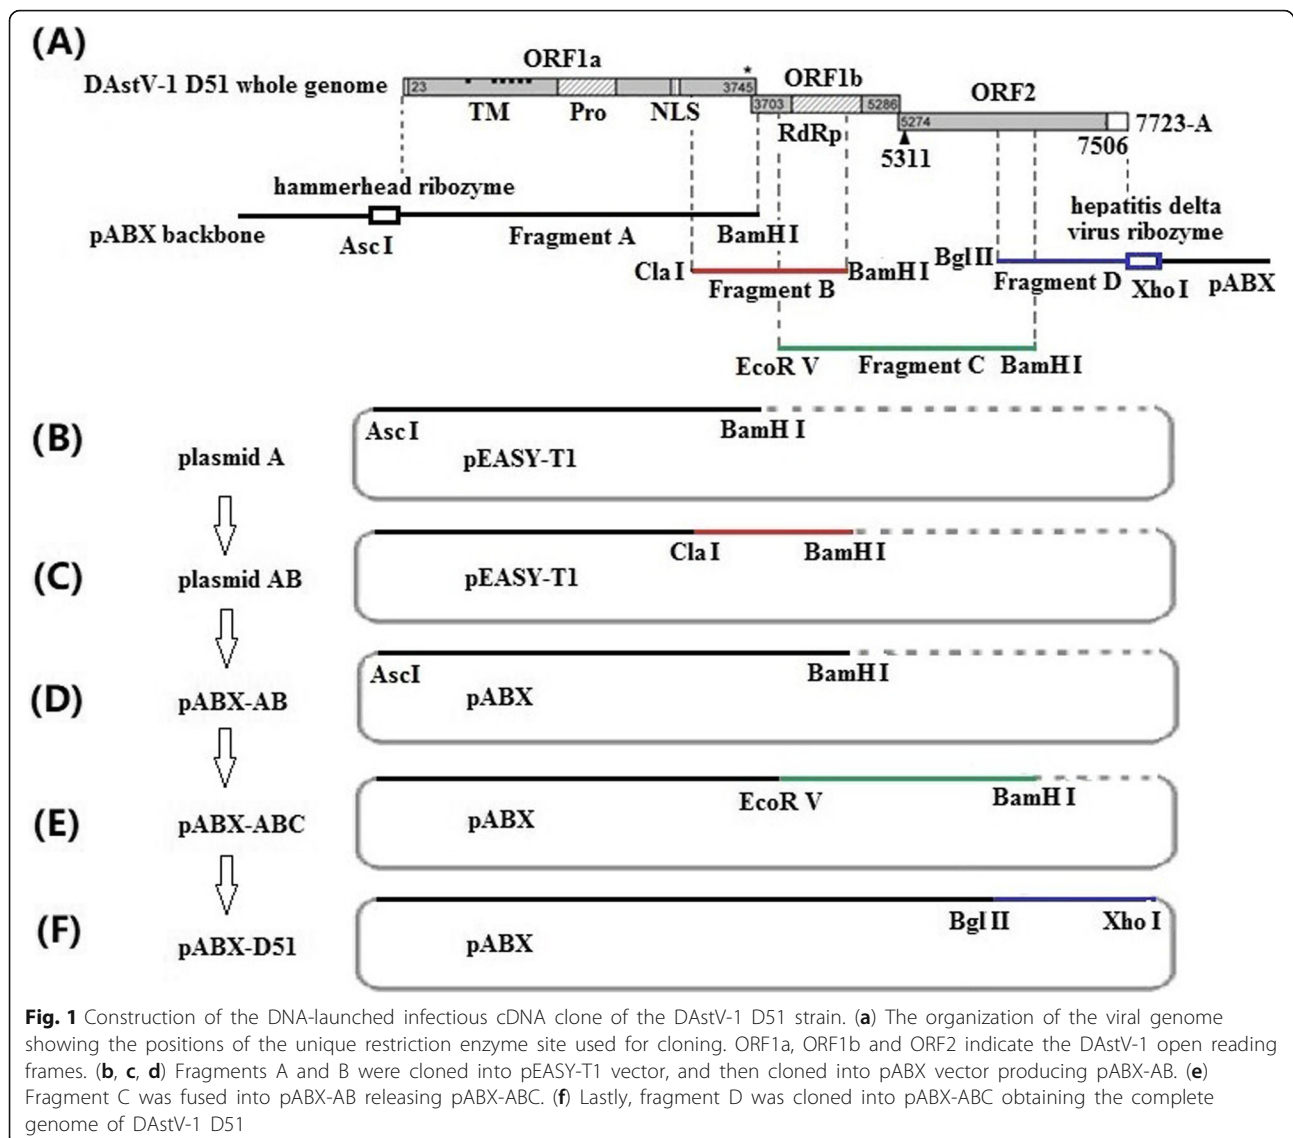 (A)
ORF1a
*
ORF1b
ORF2
DAstV-1 D51 whole genome
23
3745
3703
5286
5274
7723-A
TM
Pro
NLS
RdRp
5311
7506
hammerhead ribozyme
hepatitis delta
virus ribozyme
pABX backbone
Asc I
Fragment A
BamH I
Bgl II
Cla I
Fragment B
BamH I
Fragment D
Xho I
pABX
EcoR V
Fragment C
BamH I
(B)
plasmid A
Asc I
BamH I
pEASY-T1
(C)
plasmid AB
Cla I
BamH I
pEASY-T1
(D)
pABX-AB
AscI
BamH I
pABX
(E)
pABX-ABC
EcoR V
BamH I
pABX
(F)
pABX-D51
Bgl II
Xho I
pABX
Fig. 1 Construction of the DNA-launched infectious cDNA clone of the DAstV-1 D51 strain. (a) The organization of the viral genome
showing the positions of the unique restriction enzyme site used for cloning. ORF1a, ORF1b and ORF2 indicate the DAstV-1 open reading
frames. (b, c, d) Fragments A and B were cloned into pEASY-T1 vector, and then cloned into pABX vector producing pABX-AB. (e)
Fragment C was fused into pABX-AB releasing pABX-ABC. (f) Lastly, fragment D was cloned into pABX-ABC obtaining the complete
genome of DAstV-1 D51